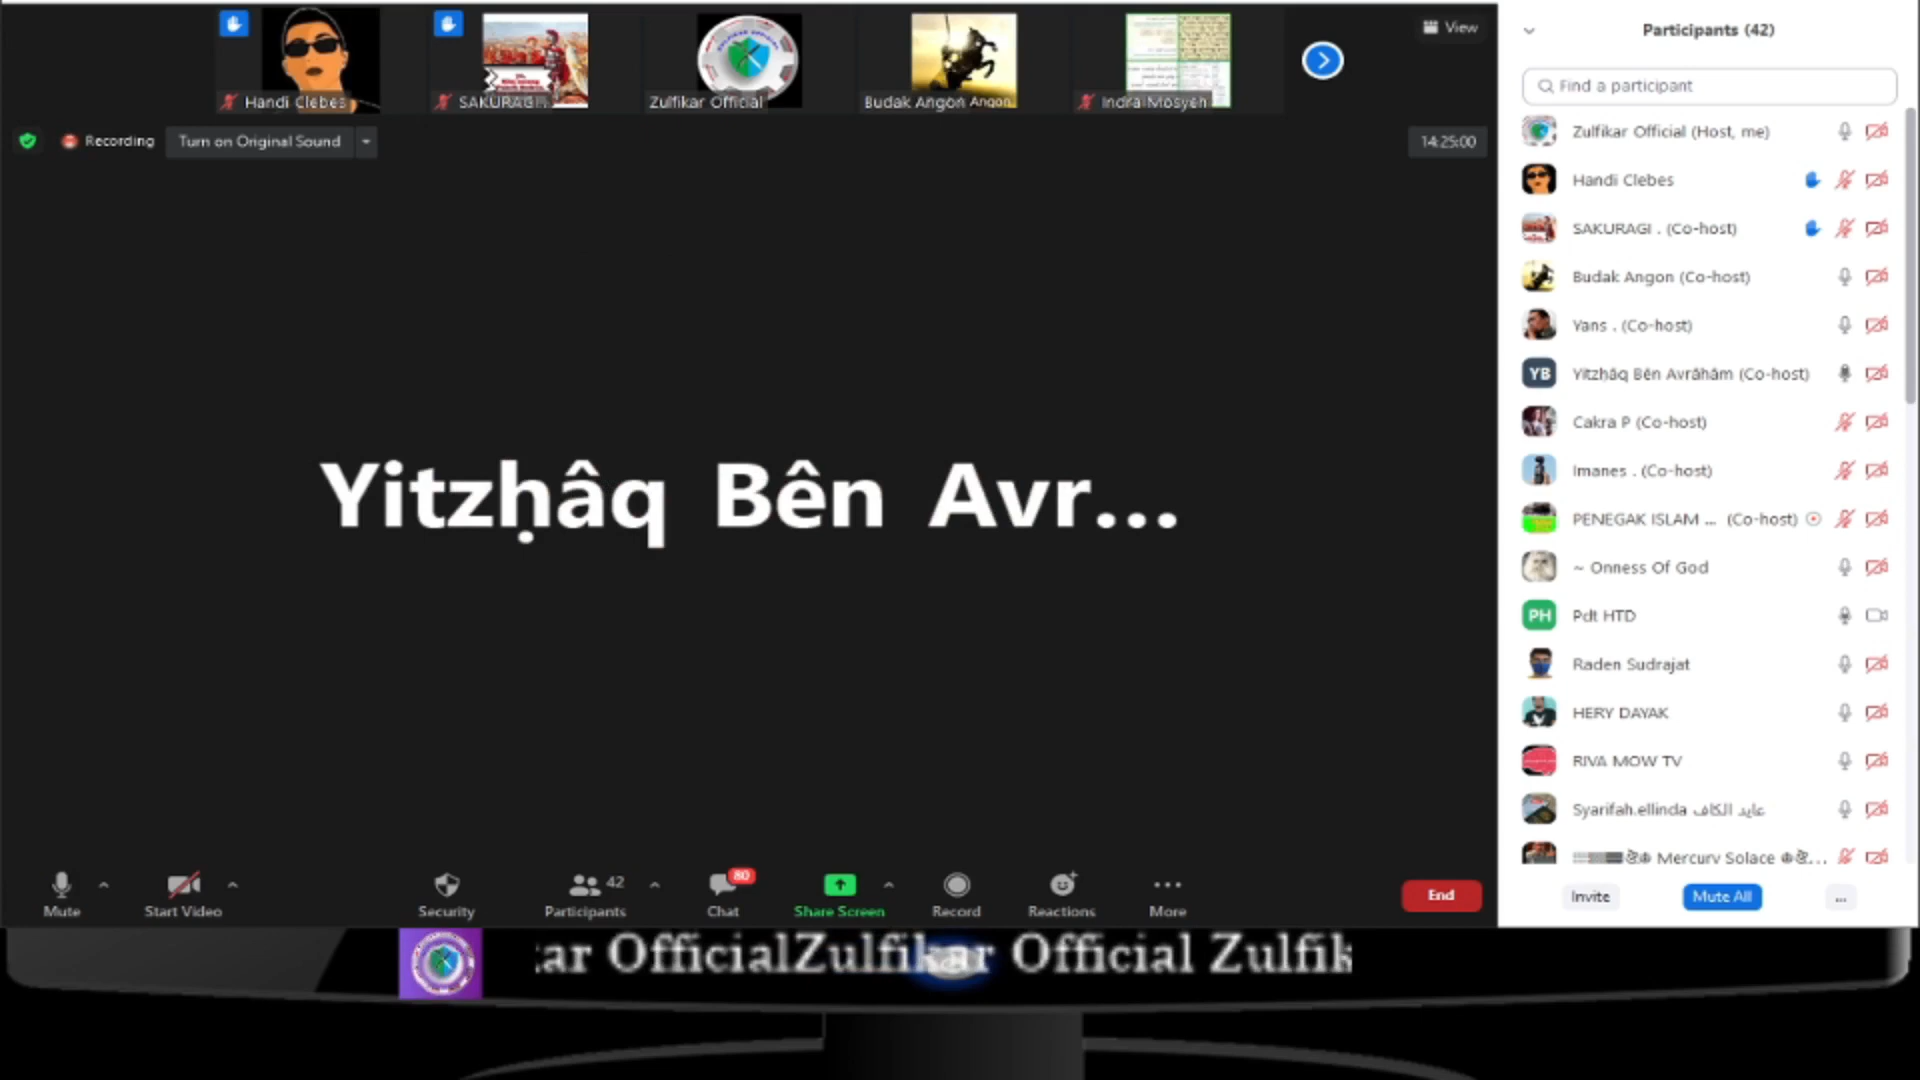 Handi Clebes
SAKURAGI .
Zulfikar Official
Budak Angon Angon
Indra Mosyeh
View
Recording
Turn on Original Sound
14:25:00
Yitzḥâq Bên Avr...
Mute
Start Video
Security
42
Participants
80
Chat
Share Screen
Record
Reactions
More
End
Participants (42)
Find a participant
Zulfikar Official (Host, me)
Handi Clebes
SAKURAGI . (Co-host)
Budak Angon (Co-host)
Yans . (Co-host)
YB Yitzḥâq Bên Avrâhâm (Co-host)
Cakra P (Co-host)
Imanes . (Co-host)
PENEGAK ISLAM ... (Co-host)
~ Onness Of God
PH Pdt HTD
Raden Sudrajat
HERY DAYAK
RIVA MOW TV
Syarifah.ellinda عايد الكاف
Mercury Solace
Invite
Mute All
...
ar OfficialZulfikar Official Zulfik